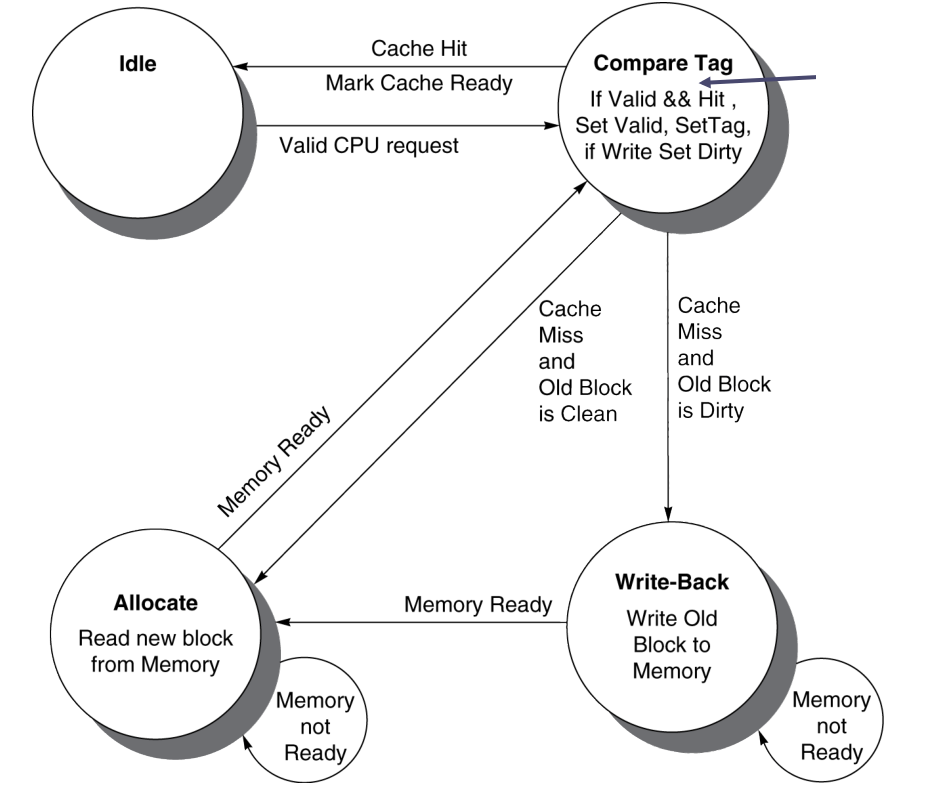 Idle
Cache Hit
Mark Cache Ready
Valid CPU request
Compare Tag
If Valid && Hit ,
Set Valid, SetTag,
if Write Set Dirty
Cache
Miss
and
Old Block
is Clean
Cache
Miss
and
Old Block
is Dirty
Memory Ready
Allocate
Read new block
from Memory
Memory
not
Ready
Memory Ready
Write-Back
Write Old
Block to
Memory
Memory
not
Ready